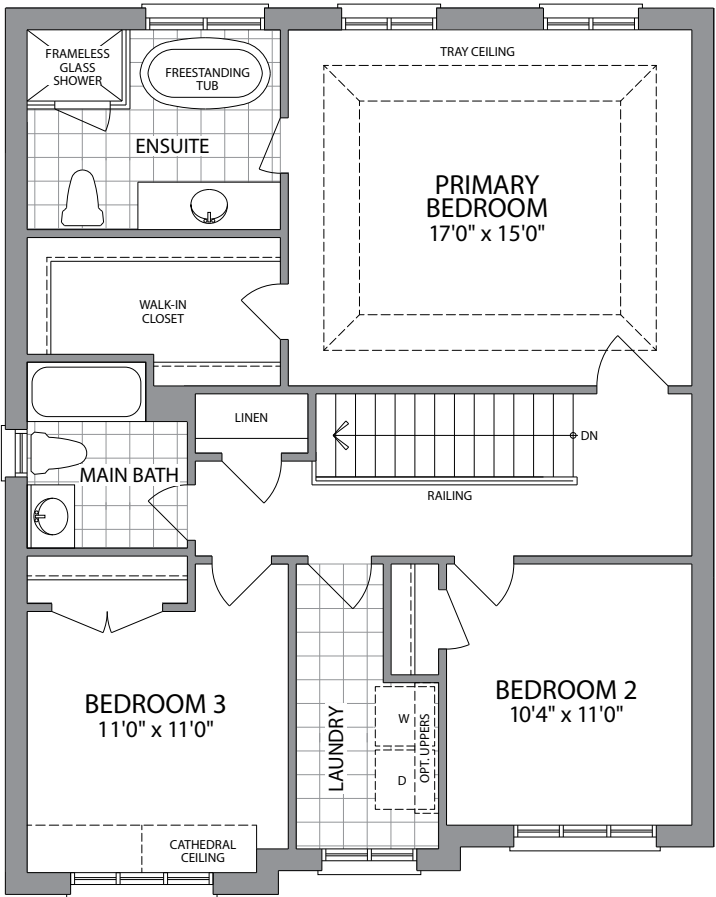 FRAMELESS
GLASS
SHOWER
FREESTANDING
TUB
ENSUITE
TRAY CEILING
PRIMARY
BEDROOM
17'0" x 15'0"
WALK-IN
CLOSET
LINEN
DN
MAIN BATH
RAILING
BEDROOM 3
11'0" x 11'0"
LAUNDRY
W
D
OPT. UPPERS
BEDROOM 2
10'4" x 11'0"
CATHEDRAL
CEILING